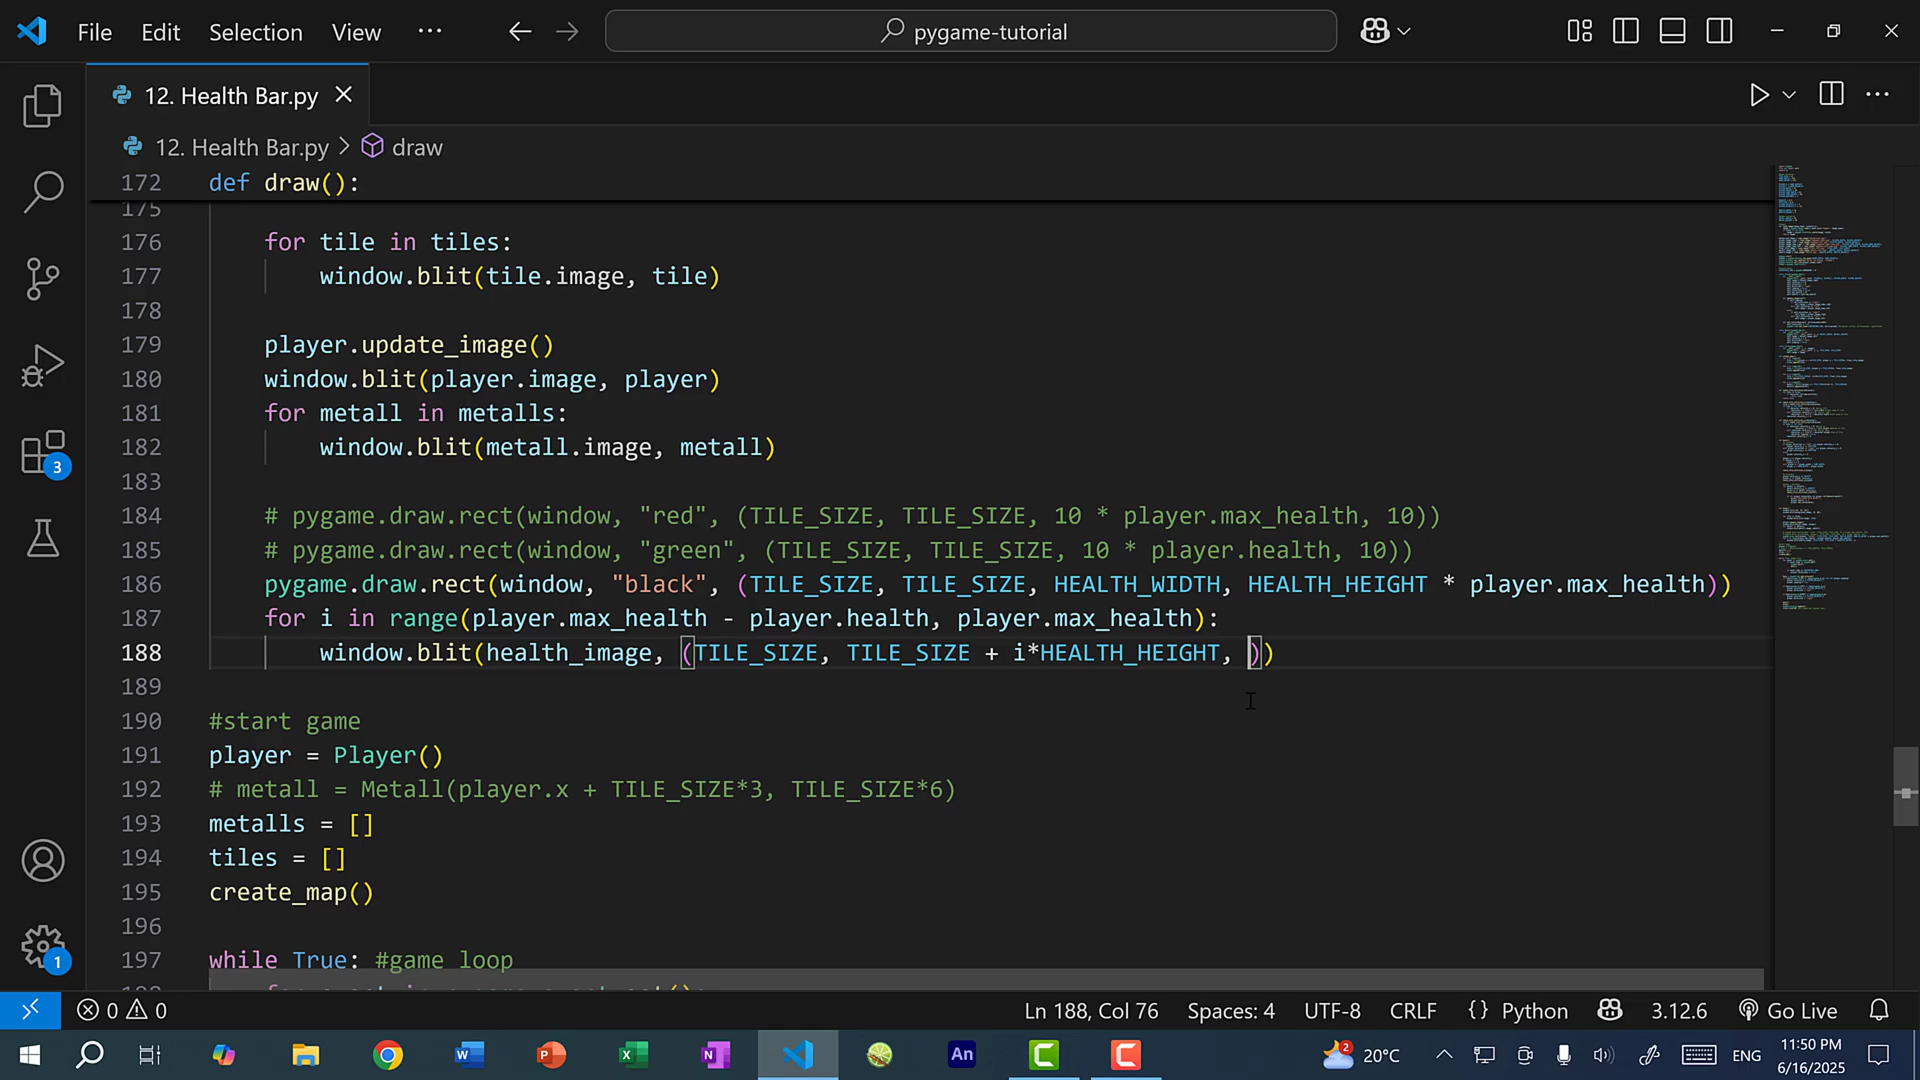 File Edit Selection View ··· pygame-tutorial
12. Health Bar.py
12. Health Bar.py > draw
172 def draw():
175
176 for tile in tiles:
177 window.blit(tile.image, tile)
178
179 player.update_image()
180 window.blit(player.image, player)
181 for metall in metalls:
182 window.blit(metall.image, metall)
183
184 # pygame.draw.rect(window, "red", (TILE_SIZE, TILE_SIZE, 10 * player.max_health, 10))
185 # pygame.draw.rect(window, "green", (TILE_SIZE, TILE_SIZE, 10 * player.health, 10))
186 pygame.draw.rect(window, "black", (TILE_SIZE, TILE_SIZE, HEALTH_WIDTH, HEALTH_HEIGHT * player.max_health))
187 for i in range(player.max_health - player.health, player.max_health):
188 window.blit(health_image, (TILE_SIZE, TILE_SIZE + i*HEALTH_HEIGHT, ))
189
190 #start game
191 player = Player()
192 # metall = Metall(player.x + TILE_SIZE*3, TILE_SIZE*6)
193 metalls = []
194 tiles = []
195 create_map()
196
197 while True: #game loop
3
1
0 0 Ln 188, Col 76 Spaces: 4 UTF-8 CRLF {} Python 3.12.6 Go Live
2 20°C ENG 11:50 PM
6/16/2025